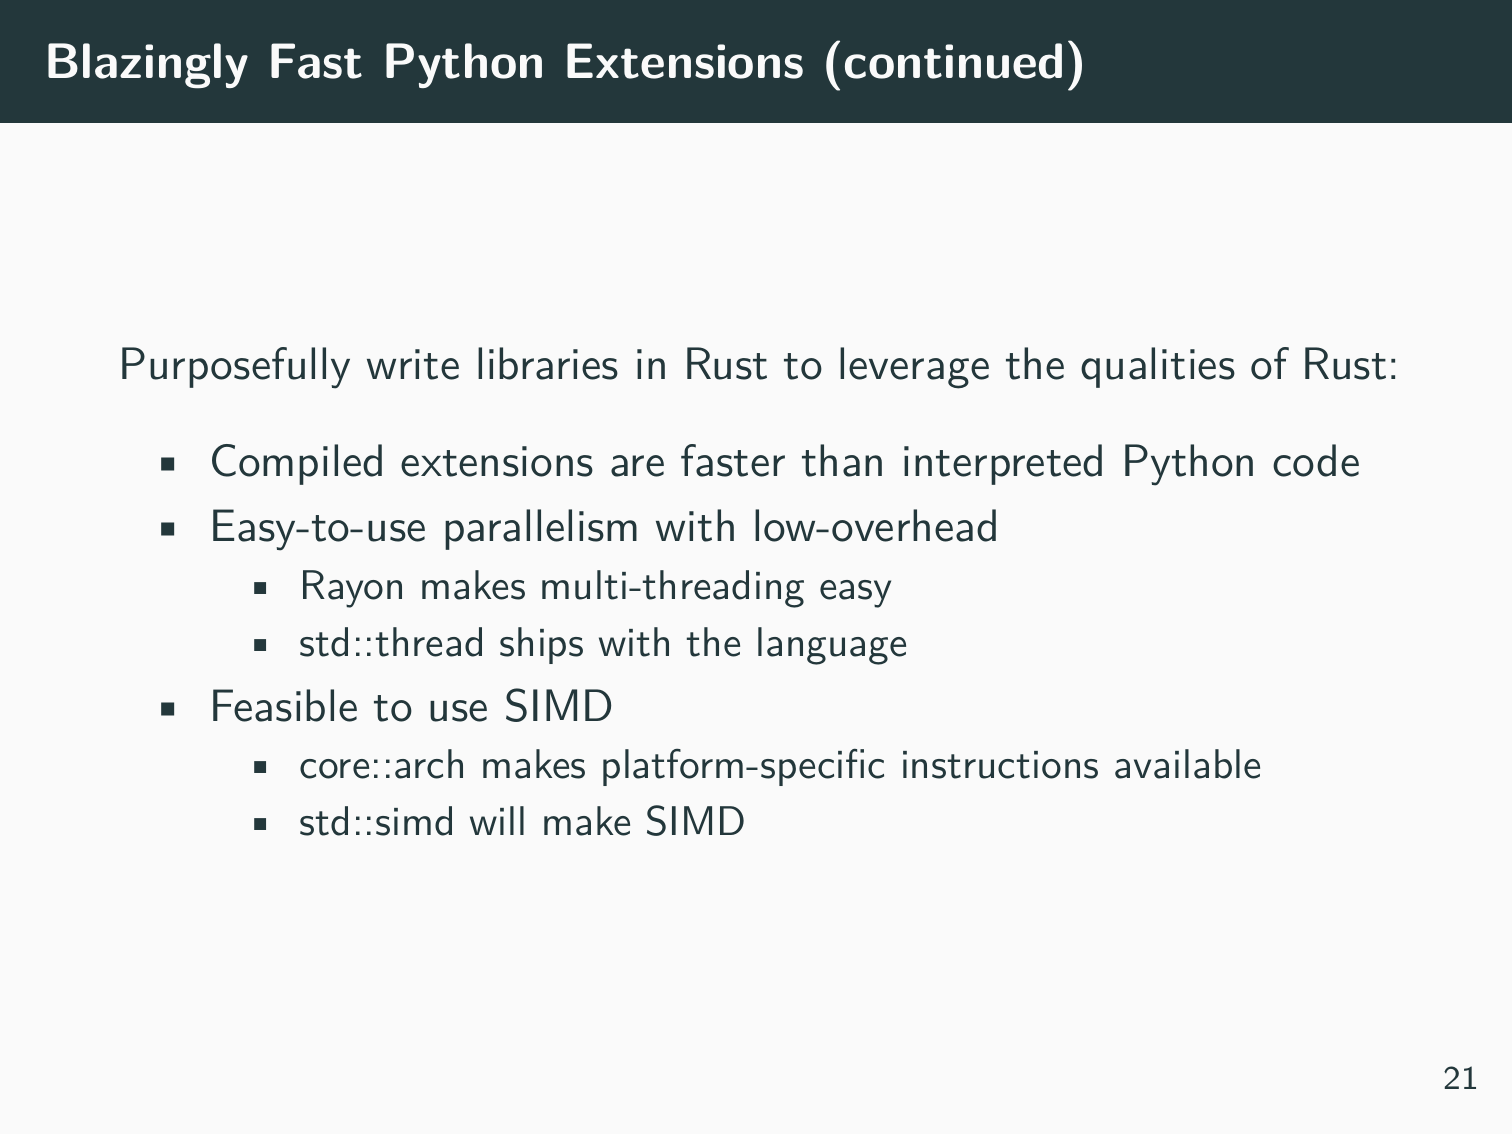 Blazingly Fast Python Extensions (continued)
Purposefully write libraries in Rust to leverage the qualities of Rust:
▪ Compiled extensions are faster than interpreted Python code
▪ Easy-to-use parallelism with low-overhead
▪ Rayon makes multi-threading easy
▪ std::thread ships with the language
▪ Feasible to use SIMD
▪ core::arch makes platform-specific instructions available
▪ std::simd will make SIMD
21